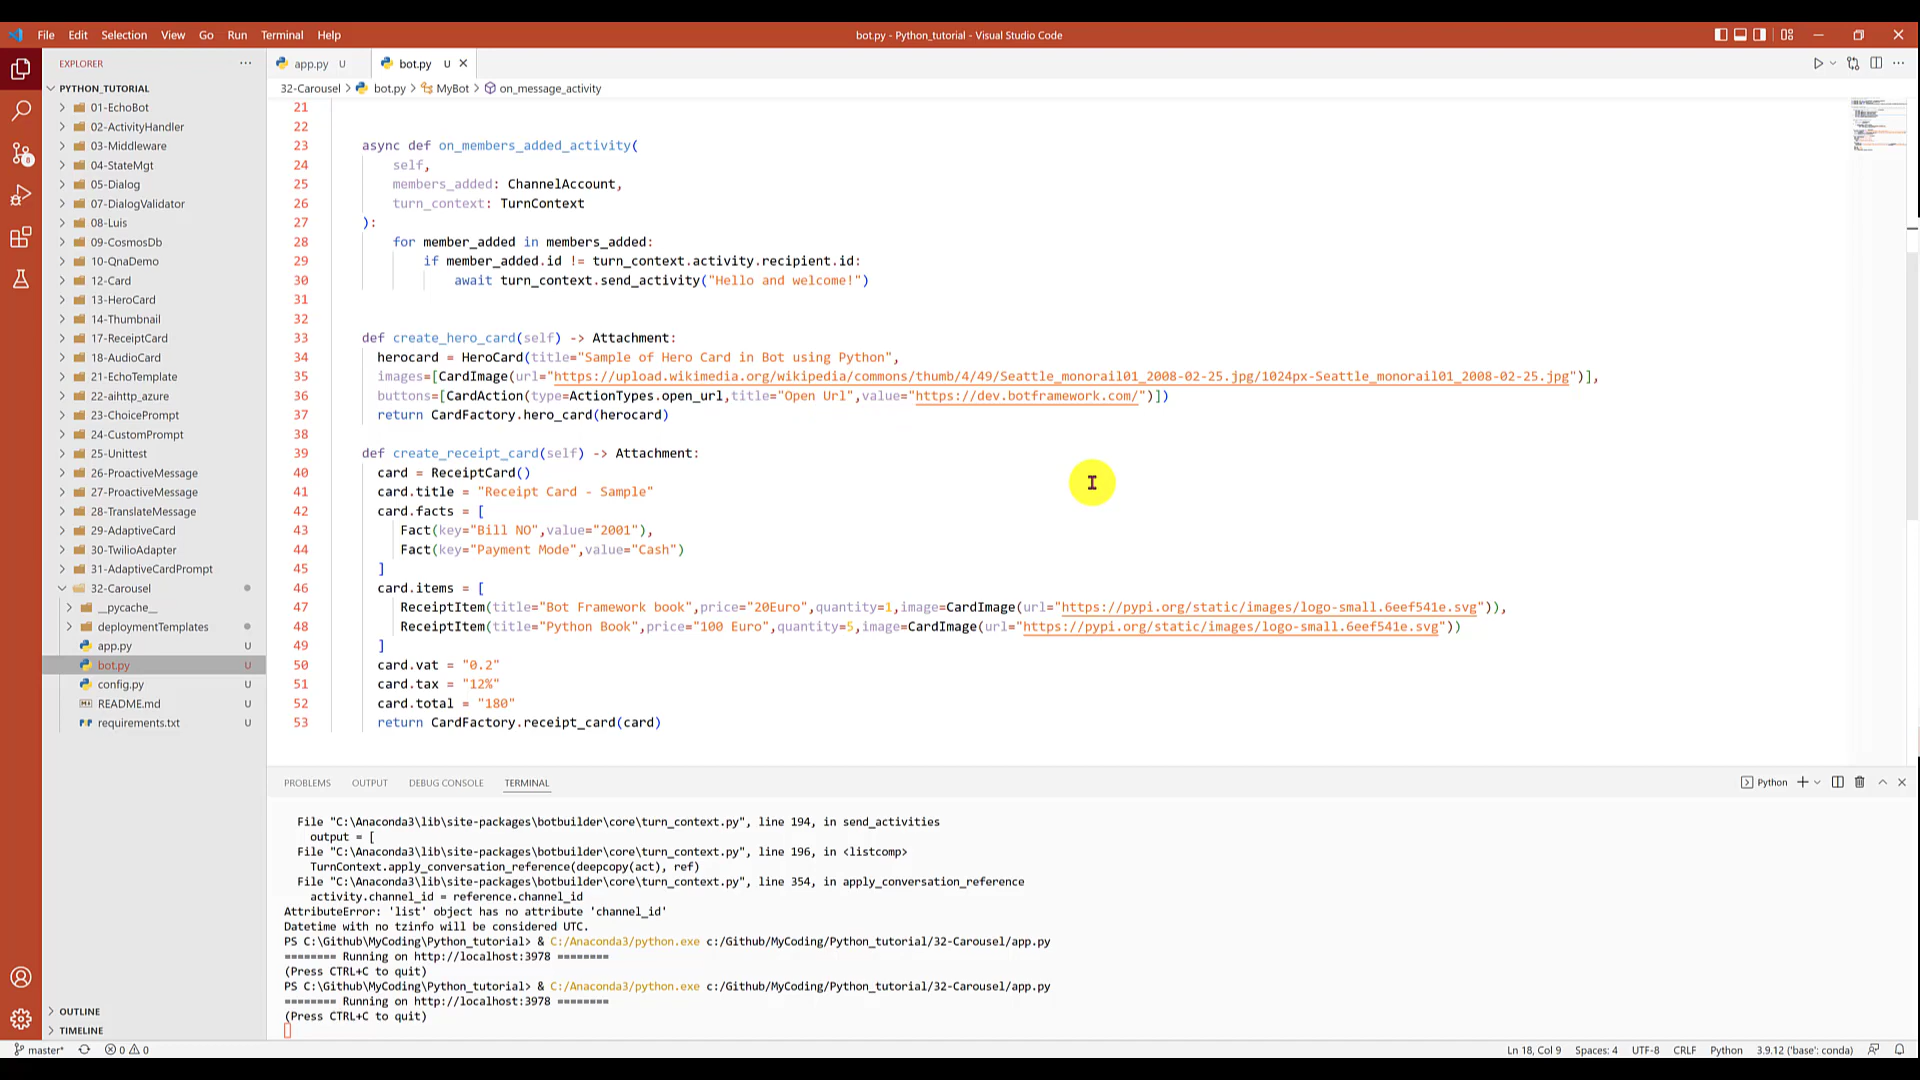 File Edit Selection View Go Run Terminal Help
bot.py - Python_tutorial - Visual Studio Code
EXPLORER
PYTHON_TUTORIAL
01-EchoBot
02-ActivityHandler
03-Middleware
04-StateMgt
05-Dialog
07-DialogValidator
08-Luis
09-CosmosDb
10-QnaDemo
12-Card
13-HeroCard
14-Thumbnail
17-ReceiptCard
18-AudioCard
21-EchoTemplate
22-aihttp_azure
23-ChoicePrompt
24-CustomPrompt
25-Unittest
26-ProactiveMessage
27-ProactiveMessage
28-TranslateMessage
29-AdaptiveCard
30-TwilioAdapter
31-AdaptiveCardPrompt
32-Carousel
__pycache__
deploymentTemplates
app.py U
bot.py U
config.py U
README.md U
requirements.txt U
OUTLINE
TIMELINE
app.py U
bot.py U
32-Carousel > bot.py > MyBot > on_message_activity
21
22
23 async def on_members_added_activity(
24 self,
25 members_added: ChannelAccount,
26 turn_context: TurnContext
27 ):
28 for member_added in members_added:
29 if member_added.id != turn_context.activity.recipient.id:
30 await turn_context.send_activity("Hello and welcome!")
31
32
33 def create_hero_card(self) -> Attachment:
34 herocard = HeroCard(title="Sample of Hero Card in Bot using Python",
35 images=[CardImage(url="https://upload.wikimedia.org/wikipedia/commons/thumb/4/49/Seattle_monorail01_2008-02-25.jpg/1024px-Seattle_monorail01_2008-02-25.jpg")],
36 buttons=[CardAction(type=ActionTypes.open_url,title="Open Url",value="https://dev.botframework.com/")])
37 return CardFactory.hero_card(herocard)
38
39 def create_receipt_card(self) -> Attachment:
40 card = ReceiptCard()
41 card.title = "Receipt Card - Sample"
42 card.facts = [
43 Fact(key="Bill NO",value="2001"),
44 Fact(key="Payment Mode",value="Cash")
45 ]
46 card.items = [
47 ReceiptItem(title="Bot Framework book",price="20Euro",quantity=1,image=CardImage(url="https://pypi.org/static/images/logo-small.6eef541e.svg")),
48 ReceiptItem(title="Python Book",price="100 Euro",quantity=5,image=CardImage(url="https://pypi.org/static/images/logo-small.6eef541e.svg"))
49 ]
50 card.vat = "0.2"
51 card.tax = "12%"
52 card.total = "180"
53 return CardFactory.receipt_card(card)
PROBLEMS OUTPUT DEBUG CONSOLE TERMINAL
Python
File "C:\Anaconda3\lib\site-packages\botbuilder\core\turn_context.py", line 194, in send_activities
output = [
File "C:\Anaconda3\lib\site-packages\botbuilder\core\turn_context.py", line 196, in <listcomp>
TurnContext.apply_conversation_reference(deepcopy(act), ref)
File "C:\Anaconda3\lib\site-packages\botbuilder\core\turn_context.py", line 354, in apply_conversation_reference
activity.channel_id = reference.channel_id
AttributeError: 'list' object has no attribute 'channel_id'
Datetime with no tzinfo will be considered UTC.
PS C:\Github\MyCoding\Python_tutorial> & C:/Anaconda3/python.exe c:/Github/MyCoding/Python_tutorial/32-Carousel/app.py
======== Running on http://localhost:3978 ========
(Press CTRL+C to quit)
PS C:\Github\MyCoding\Python_tutorial> & C:/Anaconda3/python.exe c:/Github/MyCoding/Python_tutorial/32-Carousel/app.py
======== Running on http://localhost:3978 ========
(Press CTRL+C to quit)
master* 0 0
Ln 18, Col 9 Spaces: 4 UTF-8 CRLF Python 3.9.12 ('base': conda)